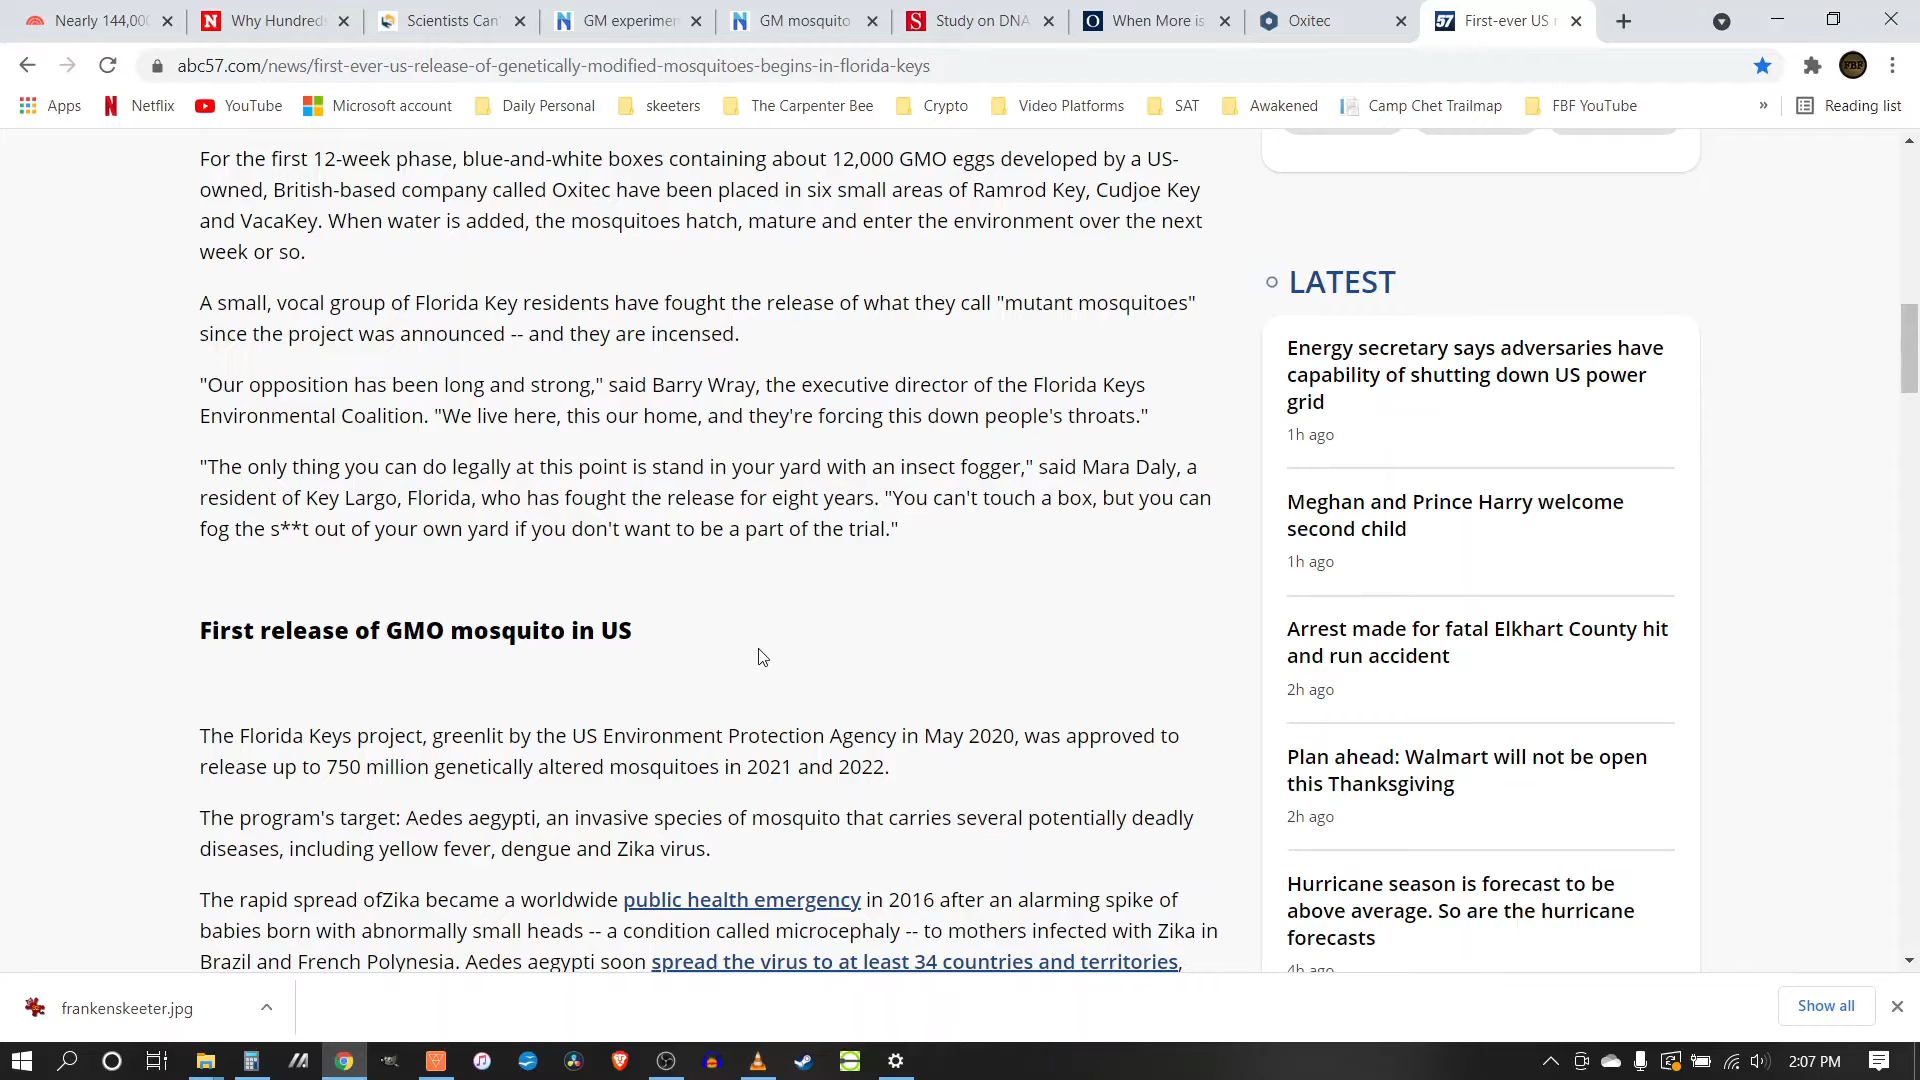 Nearly 144,000
Why Hundreds
Scientists Can
GM experimen
GM mosquito
Study on DNA
When More is
Oxitec
57
First-ever US r
abc57.com/news/first-ever-us-release-of-genetically-modified-mosquitoes-begins-in-florida-keys
FBF
Apps
Netflix
YouTube
Microsoft account
Daily Personal
skeeters
The Carpenter Bee
Crypto
Video Platforms
SAT
Awakened
Camp Chet Trailmap
FBF YouTube
»
Reading list
For the first 12-week phase, blue-and-white boxes containing about 12,000 GMO eggs developed by a US-
owned, British-based company called Oxitec have been placed in six small areas of Ramrod Key, Cudjoe Key
and VacaKey. When water is added, the mosquitoes hatch, mature and enter the environment over the next
week or so.
A small, vocal group of Florida Key residents have fought the release of what they call "mutant mosquitoes"
since the project was announced -- and they are incensed.
"Our opposition has been long and strong," said Barry Wray, the executive director of the Florida Keys
Environmental Coalition. "We live here, this our home, and they're forcing this down people's throats."
"The only thing you can do legally at this point is stand in your yard with an insect fogger," said Mara Daly, a
resident of Key Largo, Florida, who has fought the release for eight years. "You can't touch a box, but you can
fog the s**t out of your own yard if you don't want to be a part of the trial."
First release of GMO mosquito in US
The Florida Keys project, greenlit by the US Environment Protection Agency in May 2020, was approved to
release up to 750 million genetically altered mosquitoes in 2021 and 2022.
The program's target: Aedes aegypti, an invasive species of mosquito that carries several potentially deadly
diseases, including yellow fever, dengue and Zika virus.
The rapid spread ofZika became a worldwide public health emergency in 2016 after an alarming spike of
babies born with abnormally small heads -- a condition called microcephaly -- to mothers infected with Zika in
Brazil and French Polynesia. Aedes aegypti soon spread the virus to at least 34 countries and territories,
LATEST
Energy secretary says adversaries have
capability of shutting down US power
grid
1h ago
Meghan and Prince Harry welcome
second child
1h ago
Arrest made for fatal Elkhart County hit
and run accident
2h ago
Plan ahead: Walmart will not be open
this Thanksgiving
2h ago
Hurricane season is forecast to be
above average. So are the hurricane
forecasts
4h ago
frankenskeeter.jpg
Show all
2:07 PM